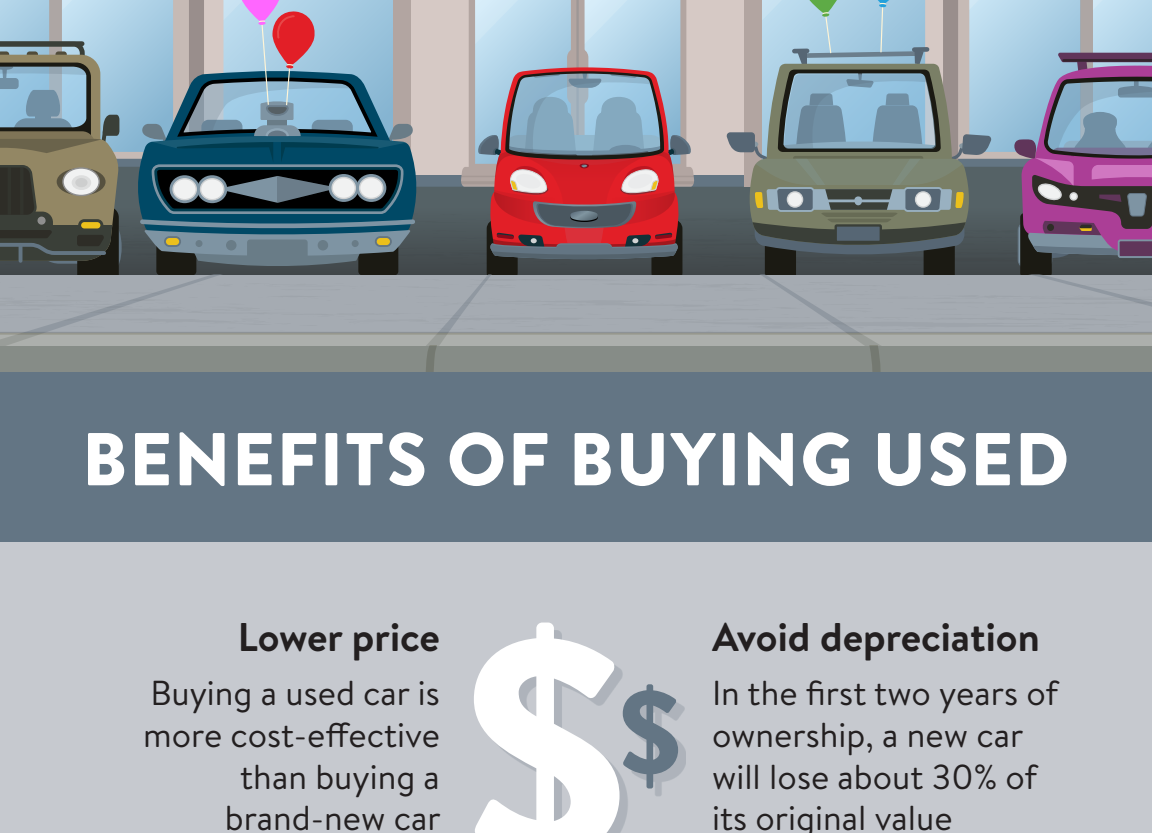 BENEFITS OF BUYING USED
Lower price
Buying a used car is
more cost-effective
than buying a
brand-new car
$
$
Avoid depreciation
In the first two years of
ownership, a new car
will lose about 30% of
its original value